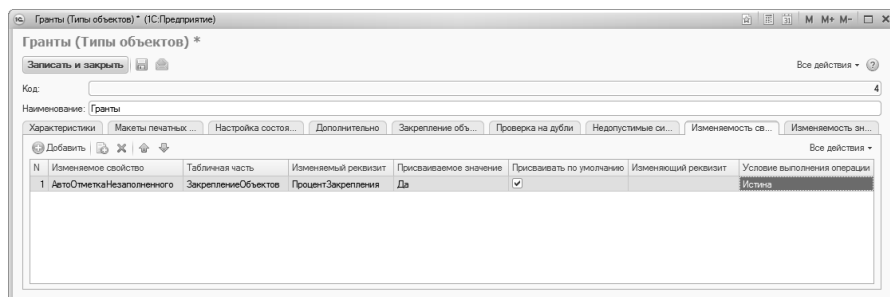 Гранты (Типы объектов) * (1С:Предприятие) M M+ M-
Гранты (Типы объектов) *
Записать и закрыть Все действия
Код: 4
Наименование: Гранты
Характеристики Макеты печатных ... Настройка состоя... Дополнительно Закрепление объ... Проверка на дубли Недопустимые си... Изменяемость св... Изменяемость зн...
Добавить Все действия
N Изменяемое свойство Табличная часть Изменяемый реквизит Присваиваемое значение Присваивать по умолчанию Изменяющий реквизит Условие выполнения операции
1 АвтоОтметкаНезаполненного ЗакреплениеОбъектов ПроцентЗакрепления Да Истина